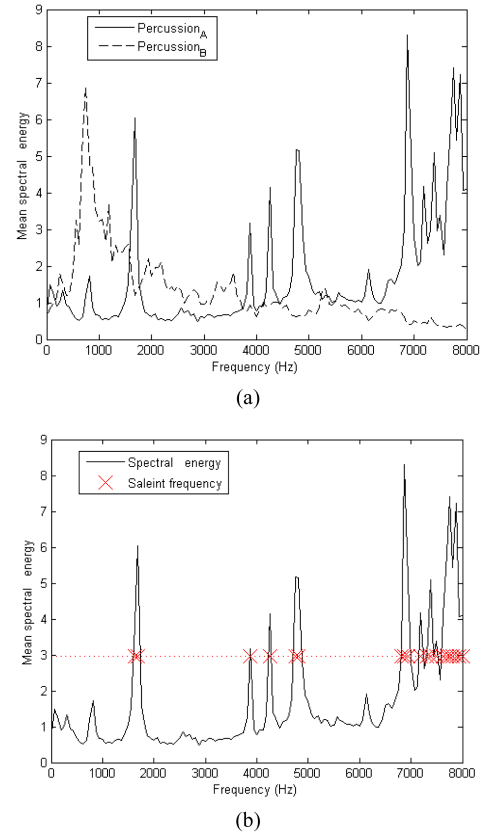 9
8
7
6
5
4
3
2
1
0
Mean spectral energy
Percussion_A
Percussion_B
0 1000 2000 3000 4000 5000 6000 7000 8000
Frequency (Hz)
(a)
9
8
7
6
5
4
3
2
1
0
Mean spectral energy
Spectral energy
Saleint frequency
0 1000 2000 3000 4000 5000 6000 7000 8000
Frequency (Hz)
(b)